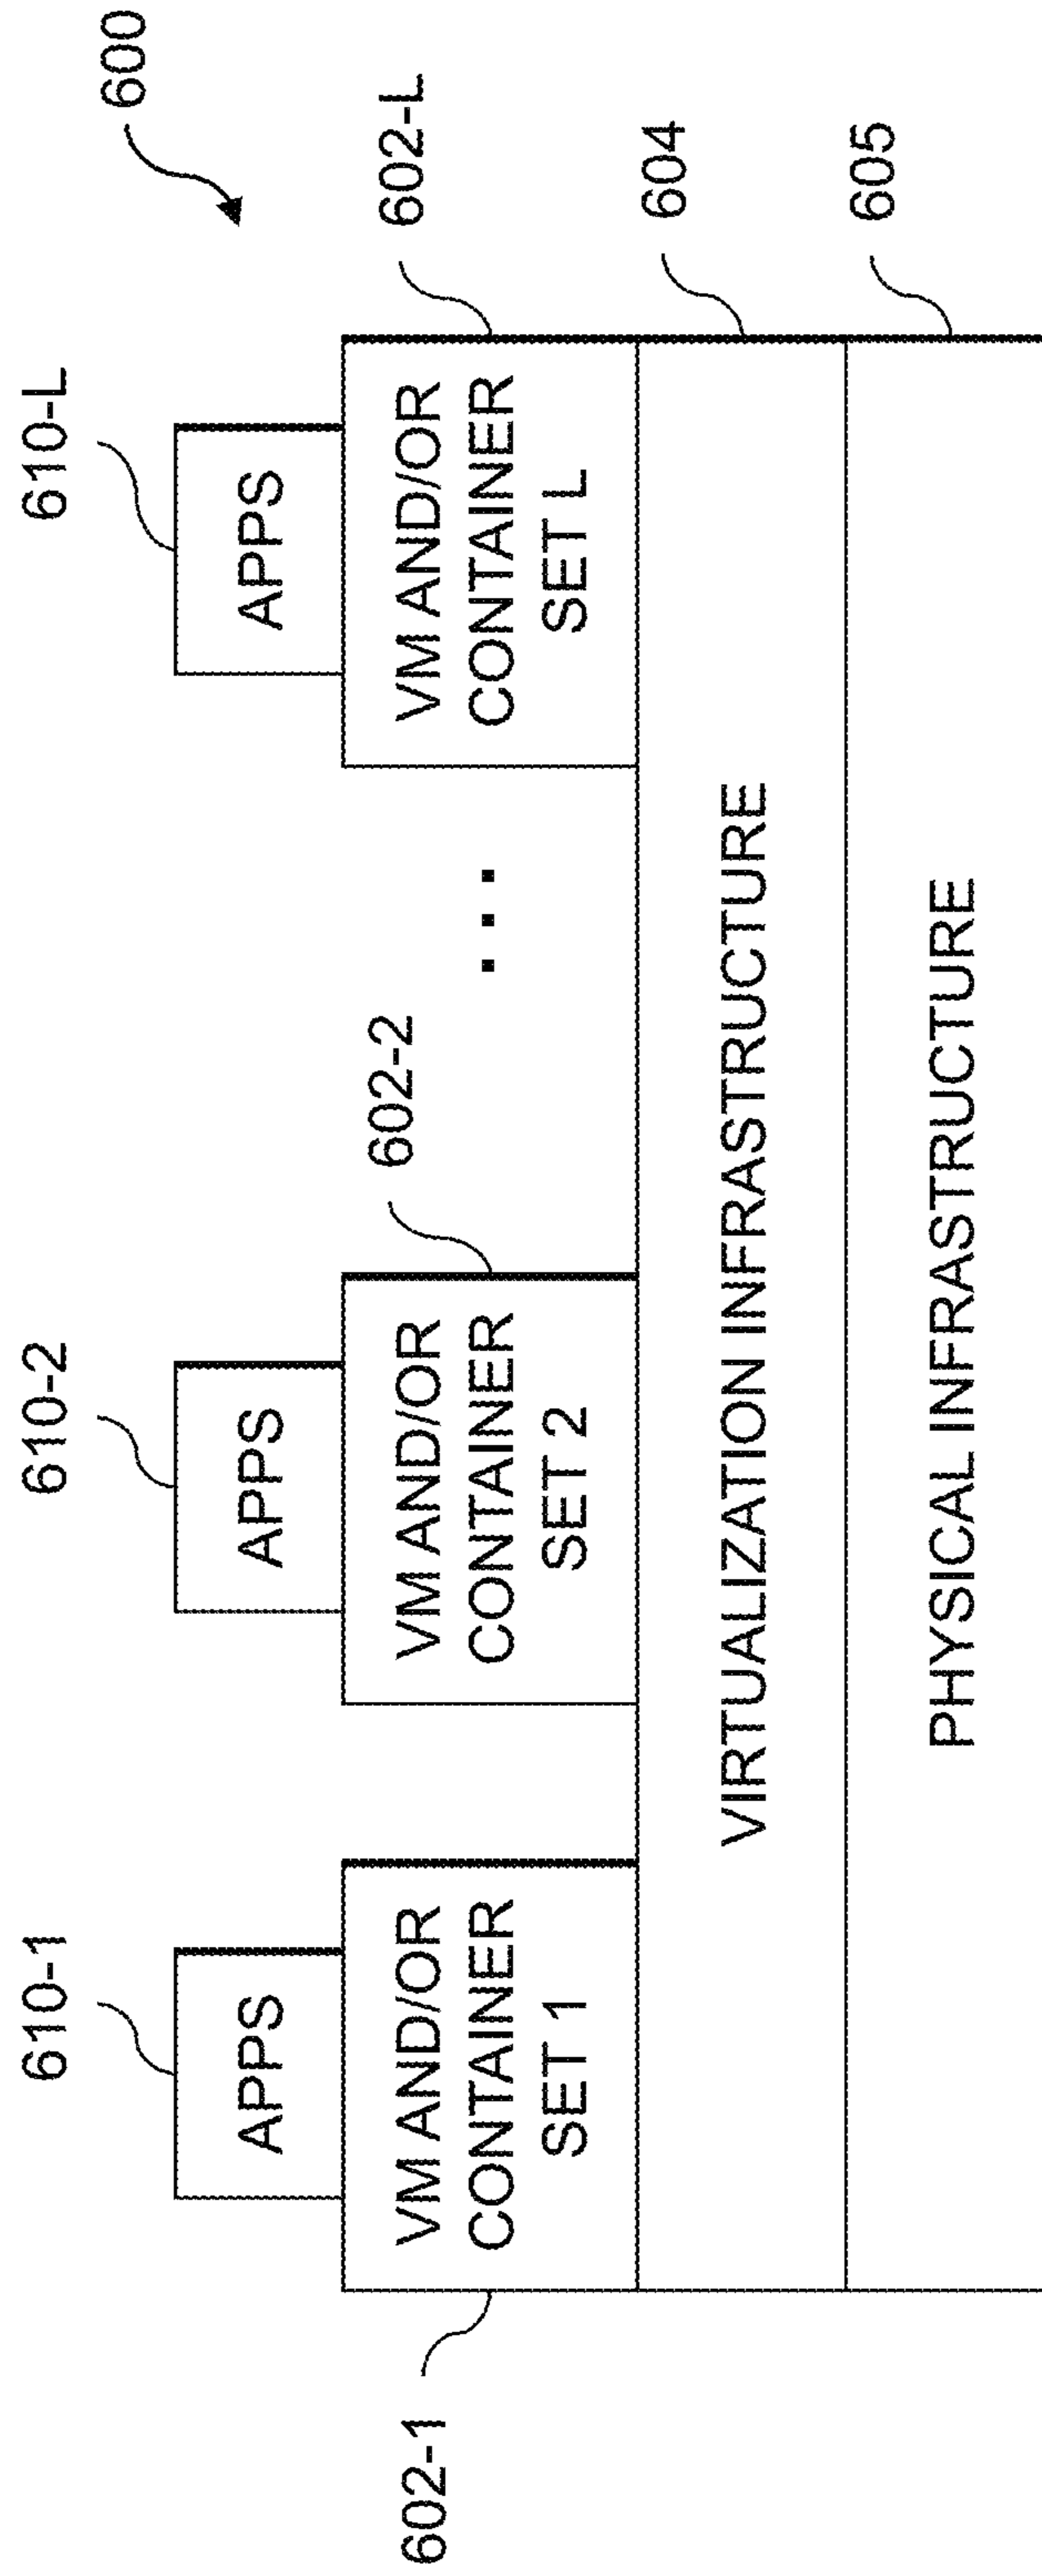 600
610-1
610-2
610-L
APPS
APPS
APPS
602-1
VM AND/OR
CONTAINER
SET 1
VM AND/OR
CONTAINER
SET 2
602-2
...
VM AND/OR
CONTAINER
SET L
602-L
VIRTUALIZATION INFRASTRUCTURE
604
PHYSICAL INFRASTRUCTURE
605